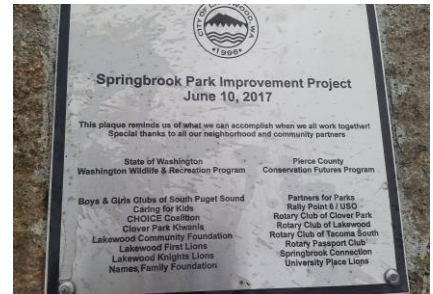 CITY OF LAKEWOOD, WA
1996
Springbrook Park Improvement Project
June 10, 2017
This plaque reminds us of what we can accomplish when we all work together!
Special thanks to all our neighborhood and community partners
State of Washington
Washington Wildlife & Recreation Program
Pierce County
Conservation Futures Program
Boys & Girls Clubs of South Puget Sound
Caring for Kids
CHOICE Coalition
Clover Park Kiwanis
Lakewood Community Foundation
Lakewood First Lions
Lakewood Knights Lions
Names Family Foundation
Partners for Parks
Rally Point 6 / USO
Rotary Club of Clover Park
Rotary Club of Lakewood
Rotary Club of Tacoma South
Rotary Passport Club
Springbrook Connection
University Place Lions